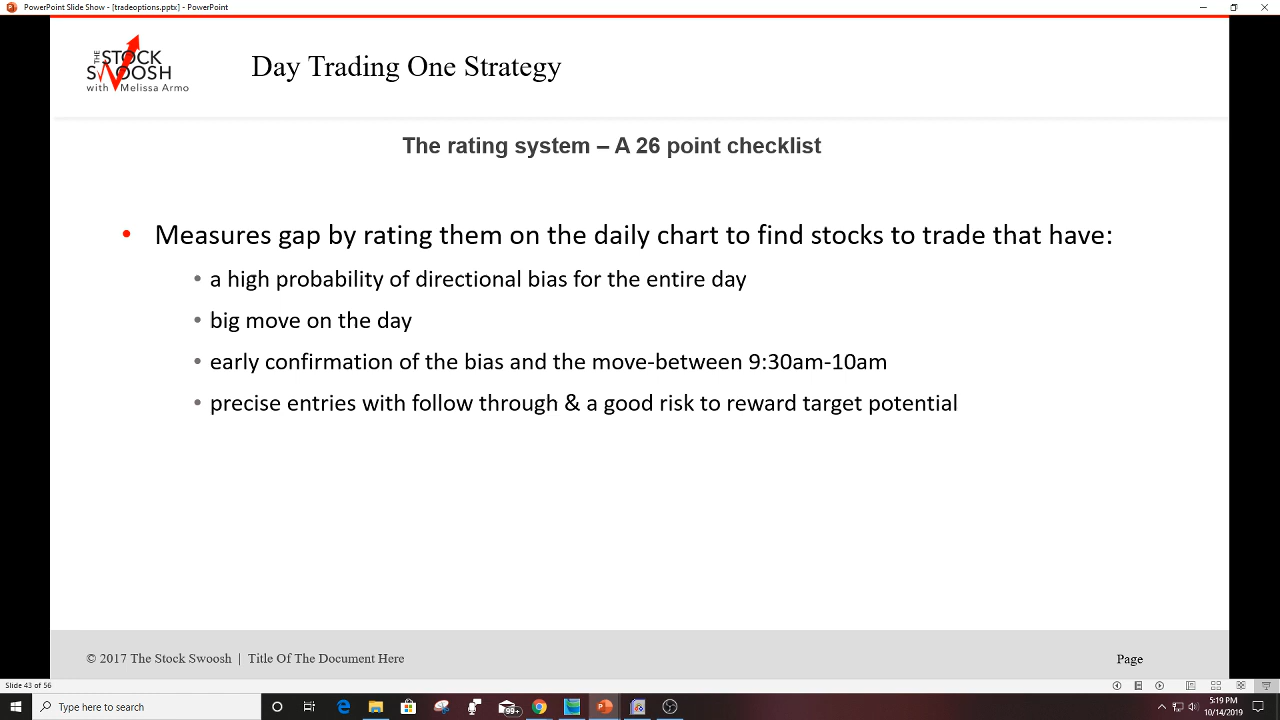 PowerPoint Slide Show - [tradeoptions.pptx] - PowerPoint
THE
STOCK
SWOOSH
with Melissa Armo
Day Trading One Strategy
The rating system – A 26 point checklist
• Measures gap by rating them on the daily chart to find stocks to trade that have:
• a high probability of directional bias for the entire day
• big move on the day
• early confirmation of the bias and the move-between 9:30am-10am
• precise entries with follow through & a good risk to reward target potential
© 2017 The Stock Swoosh | Title Of The Document Here
Page
Slide 43 of 56
Type here to search
99+
5:19 PM
10/14/2019